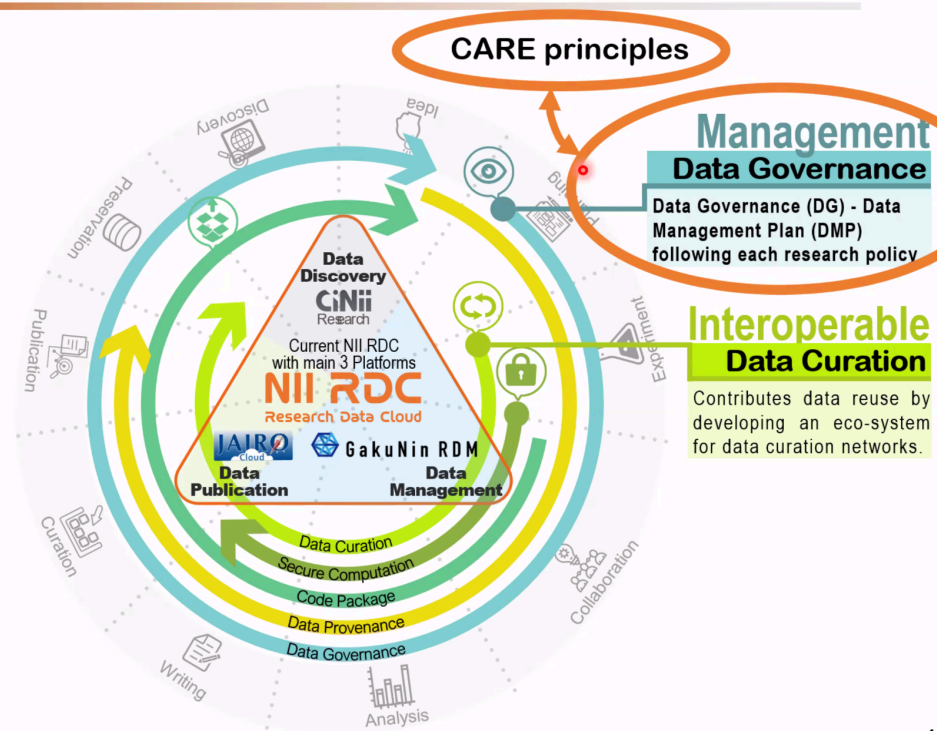 CARE principles
Management
Data Governance
Data Governance (DG) - Data
Management Plan (DMP)
following each research policy
Interoperable
Data Curation
Contributes data reuse by
developing an eco-system
for data curation networks.
Idea
Experiment
Collaboration
Analysis
Writing
Curation
Publication
Preservation
Discovery
Data
Discovery
CiNii
Research
Current NII RDC
with main 3 Platforms
NII RDC
Research Data Cloud
JAIRO
Cloud
GakuNin RDM
Data
Publication
Data
Management
Data Curation
Secure Computation
Code Package
Data Provenance
Data Governance